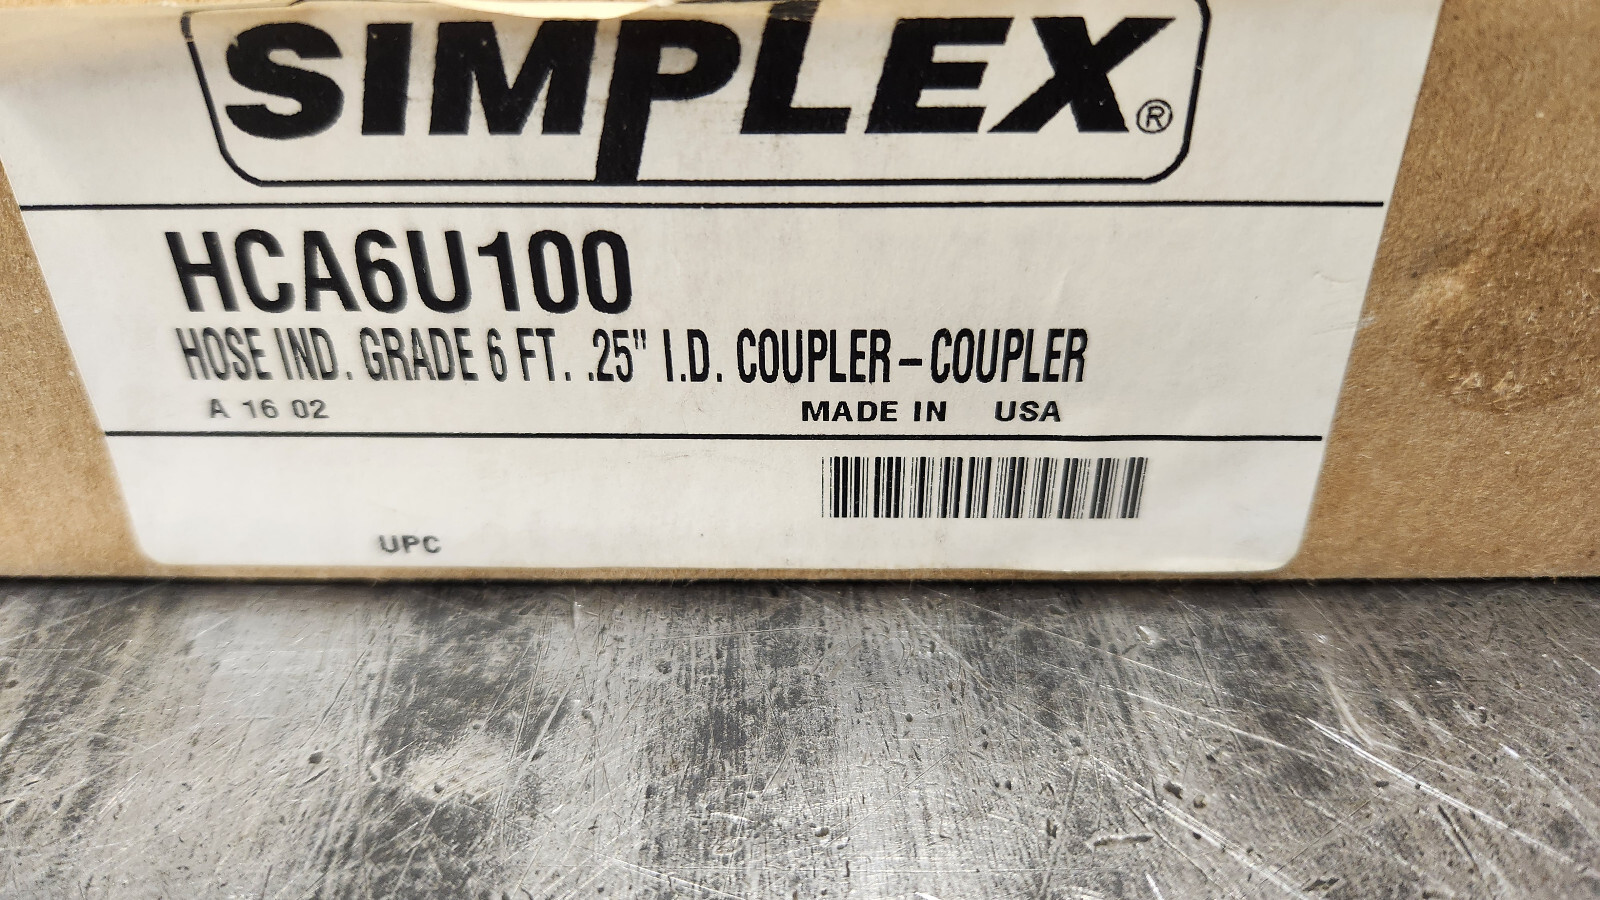 SIMPLEX®
HCA6U100
HOSE IND. GRADE 6 FT. .25" I.D. COUPLER-COUPLER
A 16 02 MADE IN USA
UPC